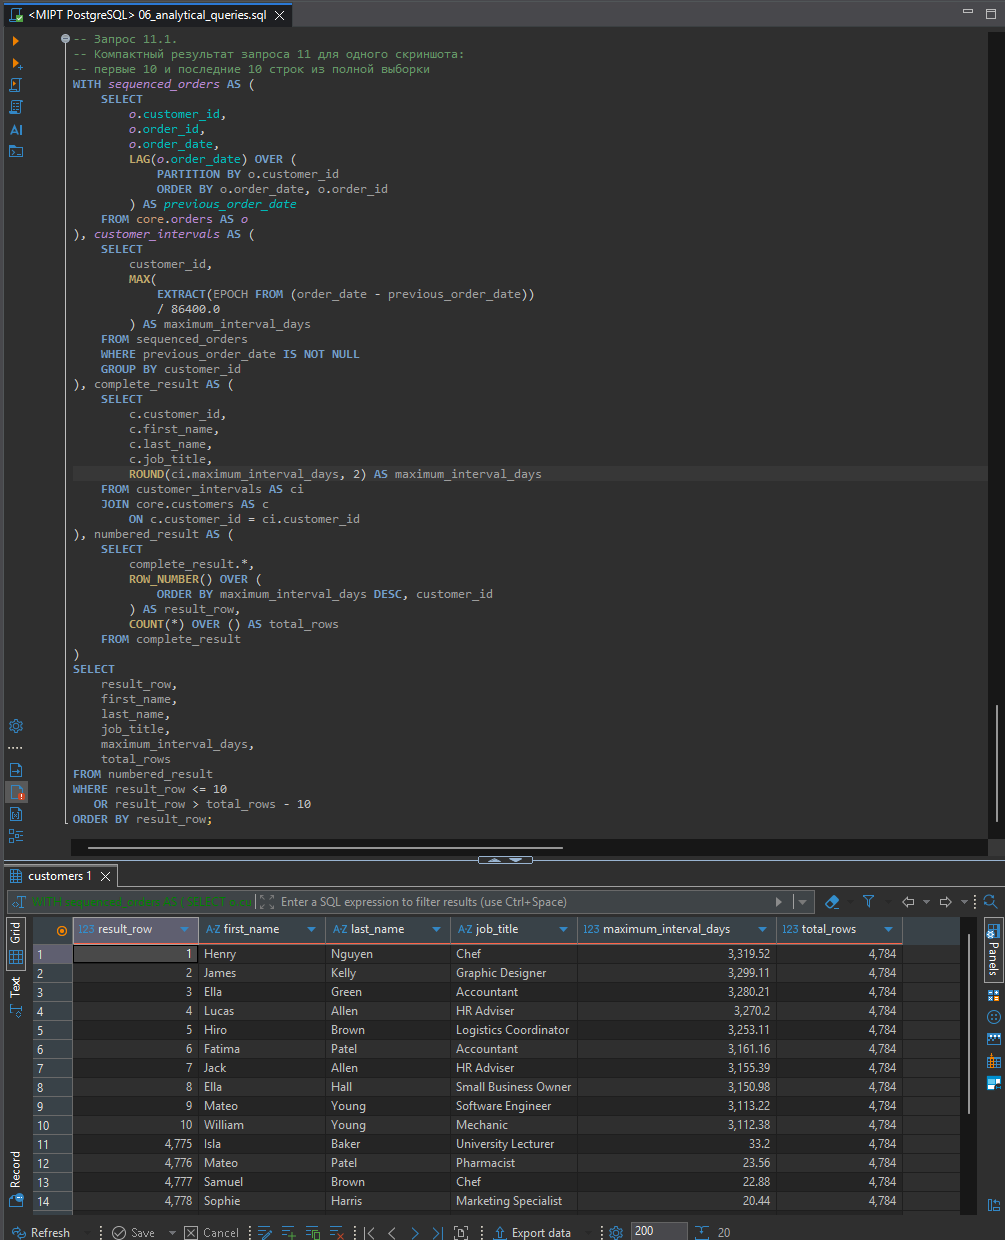 <MIPT PostgreSQL> 06_analytical_queries.sql
-- Запрос 11.1.
-- Компактный результат запроса 11 для одного скриншота:
-- первые 10 и последние 10 строк из полной выборки
WITH sequenced_orders AS (
SELECT
o.customer_id,
o.order_id,
o.order_date,
LAG(o.order_date) OVER (
PARTITION BY o.customer_id
ORDER BY o.order_date, o.order_id
) AS previous_order_date
FROM core.orders AS o
), customer_intervals AS (
SELECT
customer_id,
MAX(
EXTRACT(EPOCH FROM (order_date - previous_order_date))
/ 86400.0
) AS maximum_interval_days
FROM sequenced_orders
WHERE previous_order_date IS NOT NULL
GROUP BY customer_id
), complete_result AS (
SELECT
c.customer_id,
c.first_name,
c.last_name,
c.job_title,
ROUND(ci.maximum_interval_days, 2) AS maximum_interval_days
FROM customer_intervals AS ci
JOIN core.customers AS c
ON c.customer_id = ci.customer_id
), numbered_result AS (
SELECT
complete_result.*,
ROW_NUMBER() OVER (
ORDER BY maximum_interval_days DESC, customer_id
) AS result_row,
COUNT(*) OVER () AS total_rows
FROM complete_result
)
SELECT
result_row,
first_name,
last_name,
job_title,
maximum_interval_days,
total_rows
FROM numbered_result
WHERE result_row <= 10
OR result_row > total_rows - 10
ORDER BY result_row;
AI
customers 1
WITH sequenced_orders AS ( SELECT o.cu Enter a SQL expression to filter results (use Ctrl+Space)
Grid
Text
Record
Panels
123 result_row A-Z first_name A-Z last_name A-Z job_title 123 maximum_interval_days 123 total_rows
1 1 Henry Nguyen Chef 3,319.52 4,784
2 2 James Kelly Graphic Designer 3,299.11 4,784
3 3 Ella Green Accountant 3,280.21 4,784
4 4 Lucas Allen HR Adviser 3,270.2 4,784
5 5 Hiro Brown Logistics Coordinator 3,253.11 4,784
6 6 Fatima Patel Accountant 3,161.16 4,784
7 7 Jack Allen HR Adviser 3,155.39 4,784
8 8 Ella Hall Small Business Owner 3,150.98 4,784
9 9 Mateo Young Software Engineer 3,113.22 4,784
10 10 William Young Mechanic 3,112.38 4,784
11 4,775 Isla Baker University Lecturer 33.2 4,784
12 4,776 Mateo Patel Pharmacist 23.56 4,784
13 4,777 Samuel Brown Chef 22.88 4,784
14 4,778 Sophie Harris Marketing Specialist 20.44 4,784
Refresh Save Cancel Export data 200 20